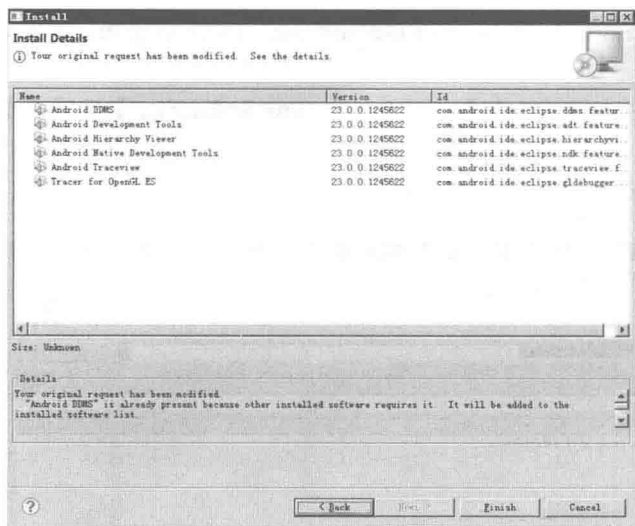 Install
Install Details
Your original request has been modified. See the details.
Name Version Id
Android DDMS 23.0.0.1245622 com.android.ide.eclipse.ddms.featur...
Android Development Tools 23.0.0.1245622 com.android.ide.eclipse.adt.feature...
Android Hierarchy Viewer 23.0.0.1245622 com.android.ide.eclipse.hierarchyvi...
Android Native Development Tools 23.0.0.1245622 com.android.ide.eclipse.ndk.feature...
Android Traceview 23.0.0.1245622 com.android.ide.eclipse.traceview.f...
Tracer for OpenGL ES 23.0.0.1245622 com.android.ide.eclipse.gldebugger...
Size: Unknown
Details
Your original request has been modified.
"Android DDMS" is already present because other installed software requires it. It will be added to the
installed software list.
< Back Next > Finish Cancel